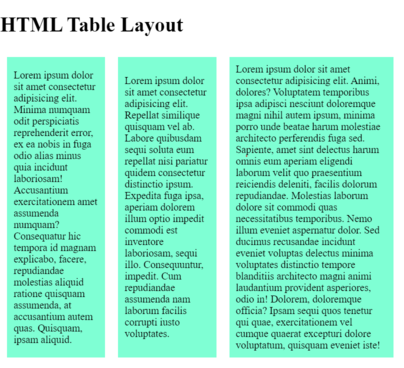 HTML Table Layout
Lorem ipsum dolor
sit amet consectetur
adipisicing elit.
Minima numquam
odit perspiciatis
reprehenderit error,
ex ea nobis in fuga
odio alias minus
quia incidunt
laboriosam!
Accusantium
exercitationem amet
assumenda
numquam?
Consequatur hic
tempora id magnam
explicabo, facere,
repudiandae
molestias aliquid
ratione quisquam
assumenda, at
accusantium autem
quas. Quisquam,
ipsam aliquid.
Lorem ipsum dolor
sit amet consectetur
adipisicing elit.
Repellat similique
quisquam vel ab.
Labore quibusdam
sequi soluta eum
repellat nisi pariatur
quidem consectetur
distinctio ipsum.
Expedita fuga ipsa,
aperiam dolorem
illum optio impedit
commodi est
inventore
laboriosam, sequi
illo. Consequuntur,
impedit. Cum
repudiandae
assumenda nam
laborum facilis
corrupti iusto
voluptates.
Lorem ipsum dolor sit amet
consectetur adipisicing elit. Animi,
dolores? Voluptatem temporibus
ipsa adipisci nesciunt doloremque
magni nihil autem ipsum, minima
porro unde beatae harum molestiae
architecto perferendis fuga sed.
Sapiente, amet sint delectus harum
omnis eum aperiam eligendi
laborum velit quo praesentium
reiciendis deleniti, facilis dolorum
repudiandae. Molestias laborum
dolore sit commodi quas
necessitatibus temporibus. Nemo
illum eveniet aspernatur dolor. Sed
ducimus recusandae incidunt
eveniet voluptas delectus minima
voluptates distinctio tempore
blanditiis architecto magni animi
laudantium provident asperiores,
odio in! Dolorem, doloremque
officia? Ipsam sequi quos tenetur
qui quae, exercitationem vel
cumque quaerat excepturi dolore
voluptatum, quisquam eveniet iste!